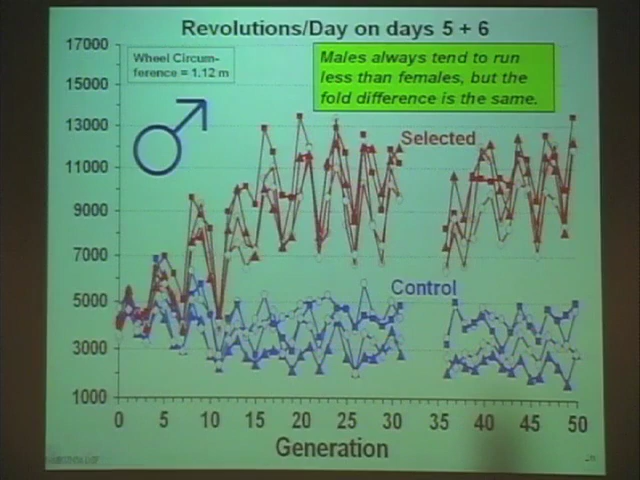 Revolutions/Day on days 5 + 6
17000
15000
13000
11000
9000
7000
5000
3000
1000
Wheel Circum-
ference = 1.12 m
Males always tend to run
less than females, but the
fold difference is the same.
Selected
Control
0 5 10 15 20 25 30 35 40 45 50
Generation